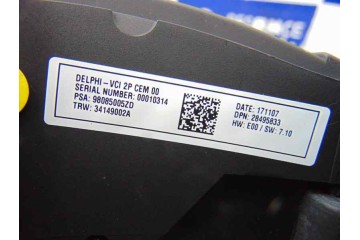 DELPHI - VCI 2P CEM 00
SERIAL NUMBER: 00010314
PSA: 98085005ZD
TRW: 34149002A
DATE: 171107
DPN: 28495833
HW: E00 / SW: 7.10